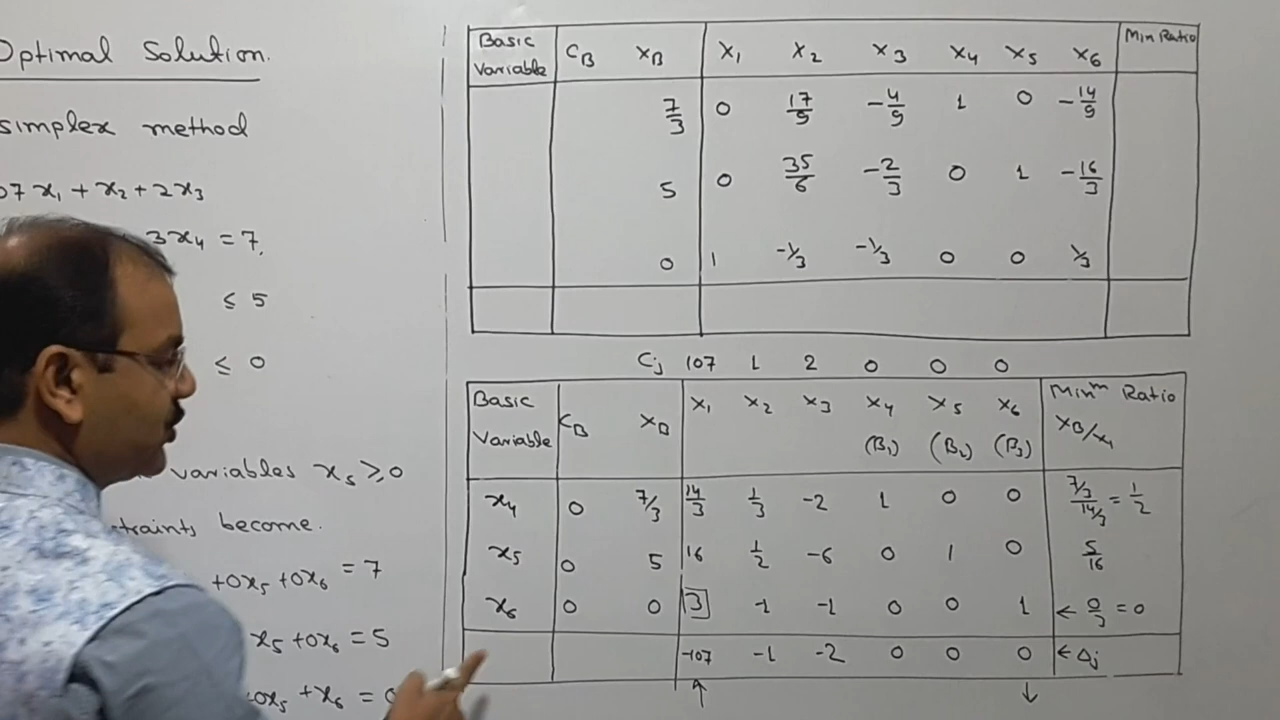 Optimal Solution.
simplex method
07x₁ + x₂ + 2x₃
3x₄ = 7,
≤ 5
≤ 0
variables x₅ ≥ 0
traints become.
+0x₅ +0x₆ = 7
x₅ +0x₆ = 5
0x₅ + x₆ = 0
Basic Variable C_B X_B X₁ X₂ X₃ X₄ X₅ X₆ Min Ratio
7/3 0 17/9 -4/9 1 0 -14/9
5 0 35/6 -2/3 0 1 -16/3
0 1 -1/3 -1/3 0 0 1/3
Cj 107 1 2 0 0 0
Basic Variable C_B X_B X₁ X₂ X₃ X₄ (B₁) X₅ (B₂) X₆ (B₃) Minᵐ Ratio X_B/X₁
x₄ 0 7/3 14/3 1/3 -2 1 0 0 7/3/14/3 = 1/2
x₅ 0 5 16 1/2 -6 0 1 0 5/16
x₆ 0 0 3 -1 -1 0 0 1 ← 0/3 = 0
-107 -1 -2 0 0 0 ← Δj
↑ ↓